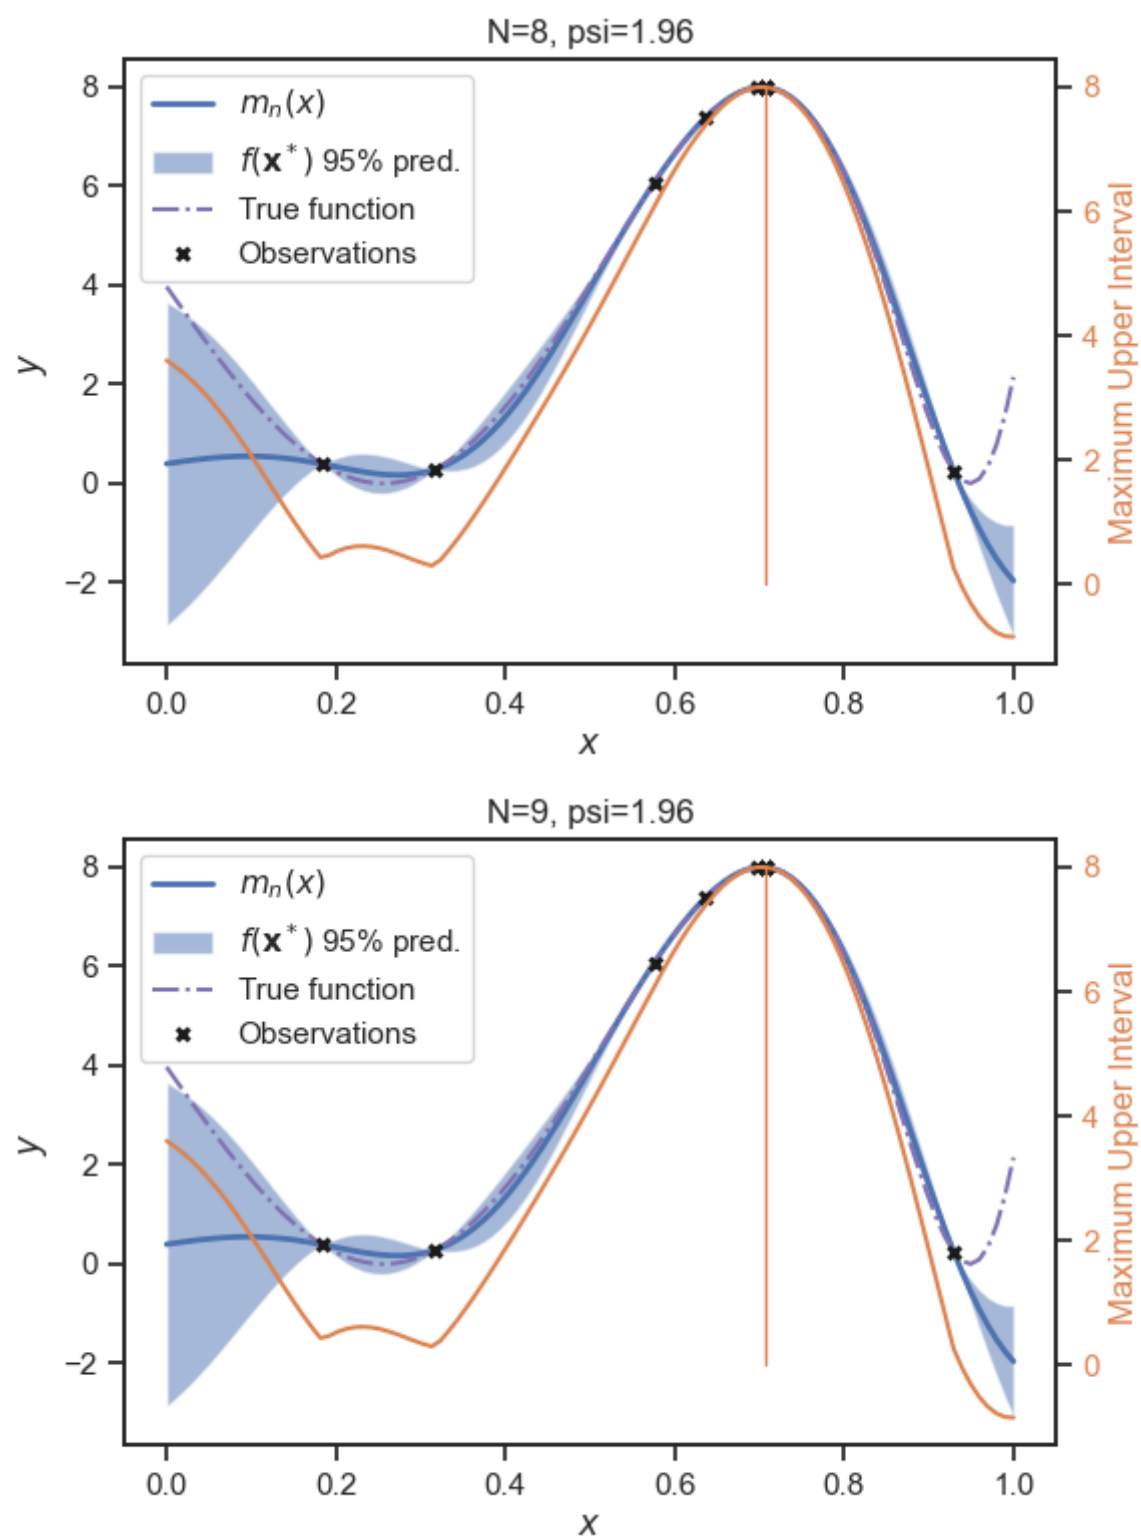 N=8, psi=1.96
mₙ(x)
f(𝐱*) 95% pred.
True function
Observations
8
6
4
2
0
−2
y
8
6
4
2
0
Maximum Upper Interval
0.0 0.2 0.4 0.6 0.8 1.0
x
N=9, psi=1.96
mₙ(x)
f(𝐱*) 95% pred.
True function
Observations
8
6
4
2
0
−2
y
8
6
4
2
0
Maximum Upper Interval
0.0 0.2 0.4 0.6 0.8 1.0
x